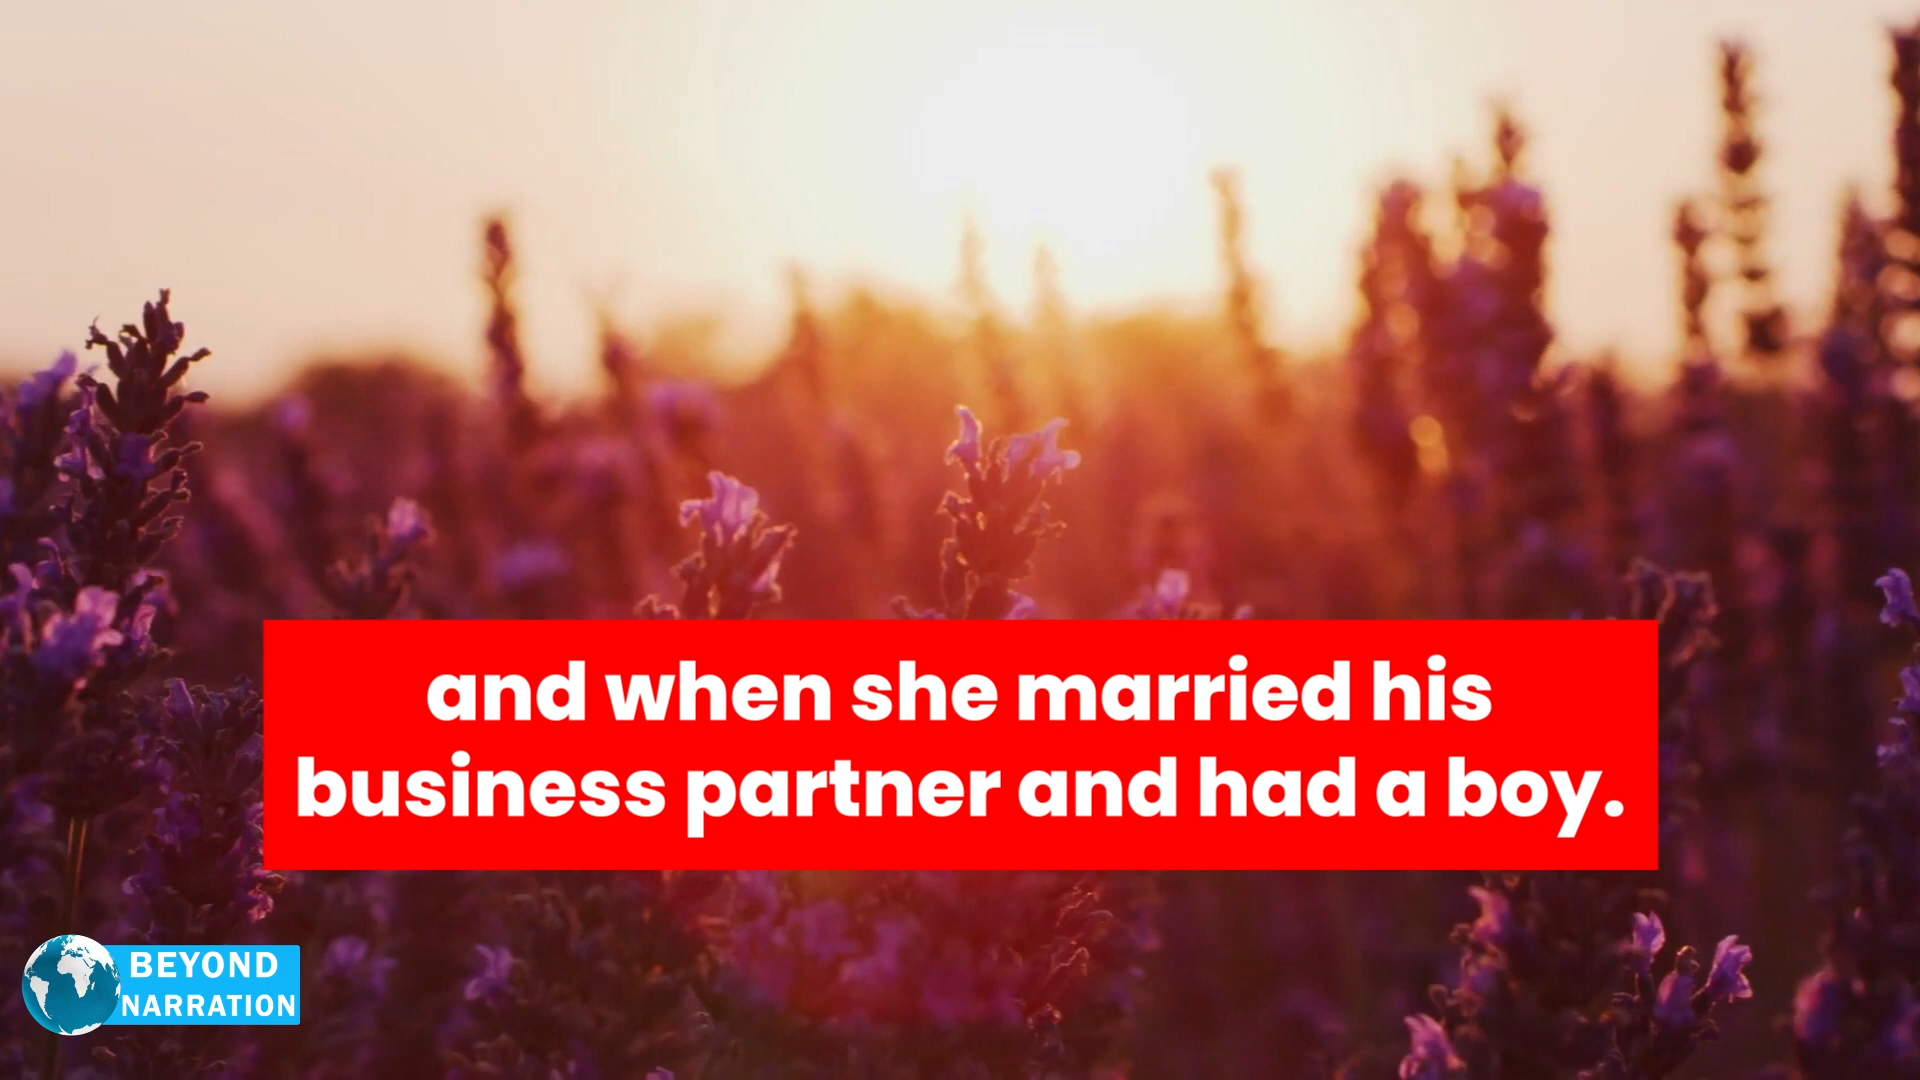 and when she married his
business partner and had a boy.
BEYOND
NARRATION